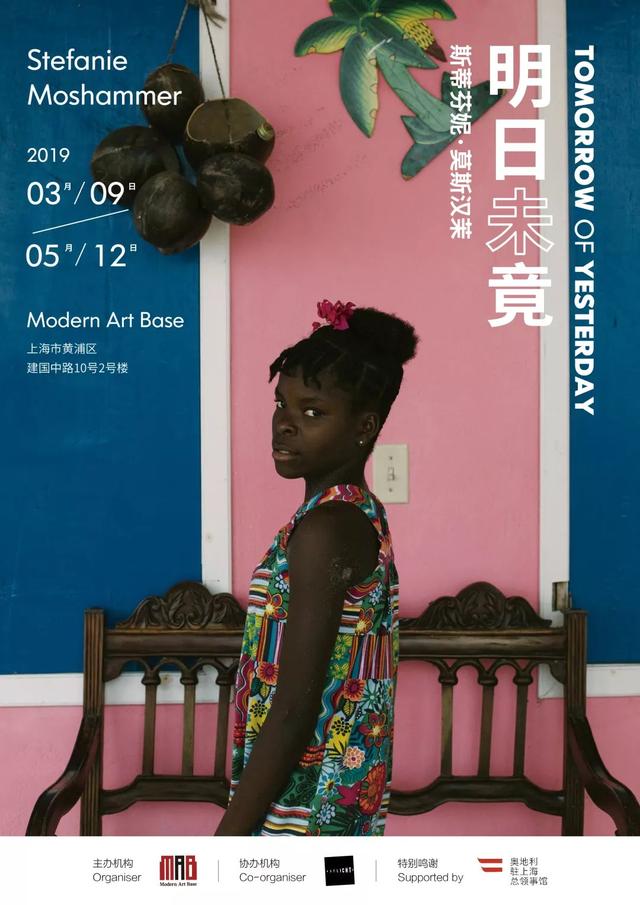 Stefanie
Moshammer
2019
03月/09日
05月/12日
Modern Art Base
上海市黄浦区
建国中路10号2号楼
斯蒂芬妮·莫斯汉茉
明日未竟
TOMORROW OF YESTERDAY
主办机构
Organiser
MAB
Modern Art Base
协办机构
Co-organiser
特别鸣谢
Supported by
奥地利
驻上海
总领事馆